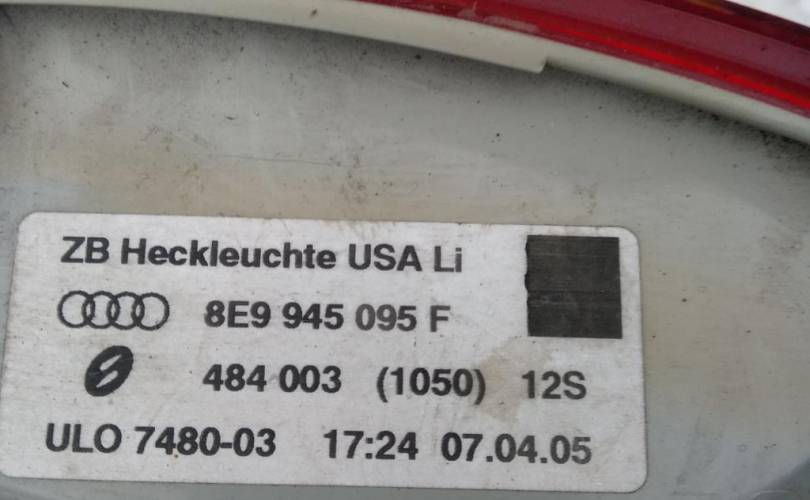 ZB Heckleuchte USA Li
8E9 945 095 F
484 003 (1050) 12S
ULO 7480-03 17:24 07.04.05